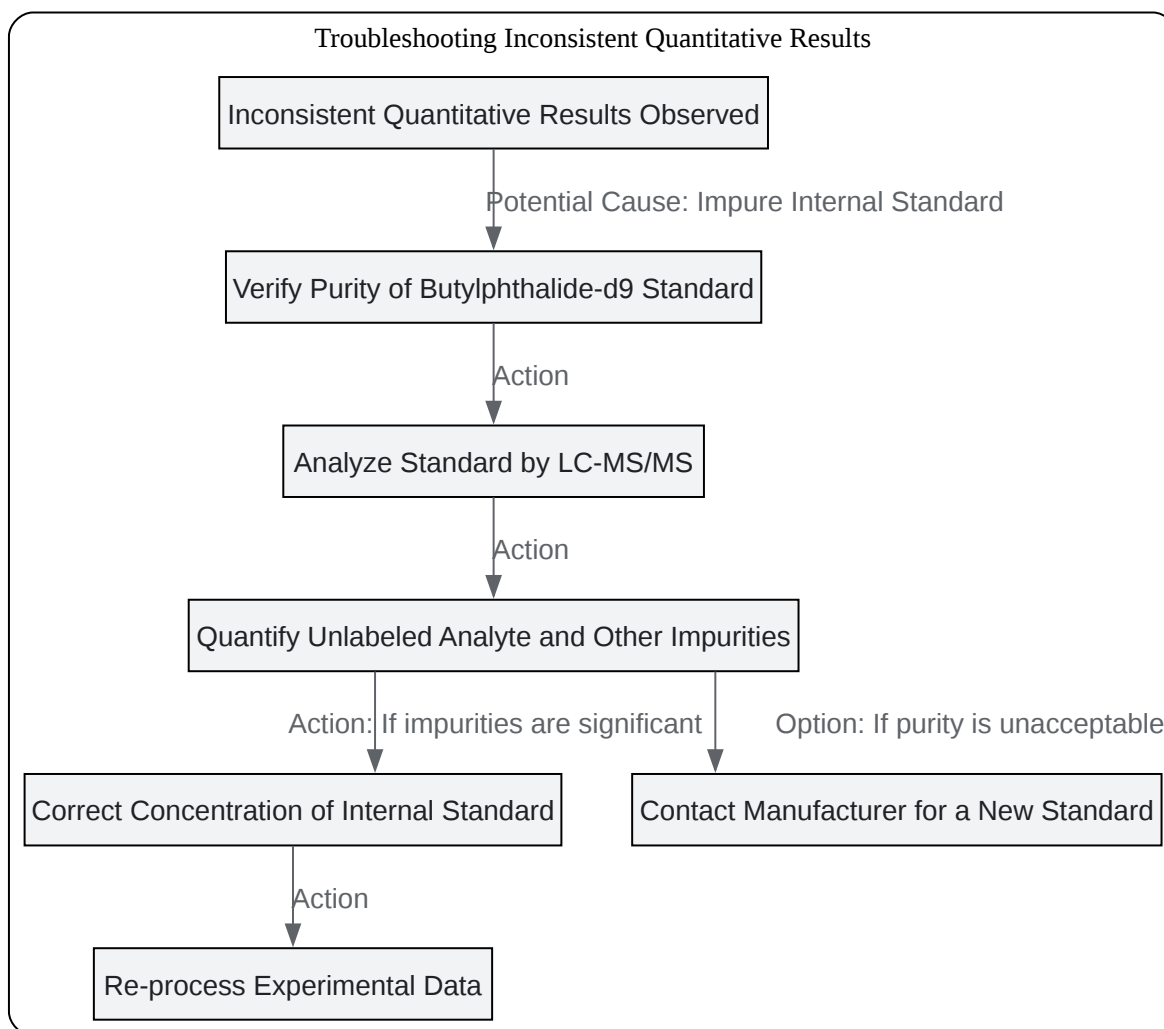 Troubleshooting Inconsistent Quantitative Results
Inconsistent Quantitative Results Observed
Potential Cause: Impure Internal Standard
Verify Purity of Butylphthalide-d9 Standard
Action
Analyze Standard by LC-MS/MS
Action
Quantify Unlabeled Analyte and Other Impurities
Action: If impurities are significant
Option: If purity is unacceptable
Correct Concentration of Internal Standard
Contact Manufacturer for a New Standard
Action
Re-process Experimental Data